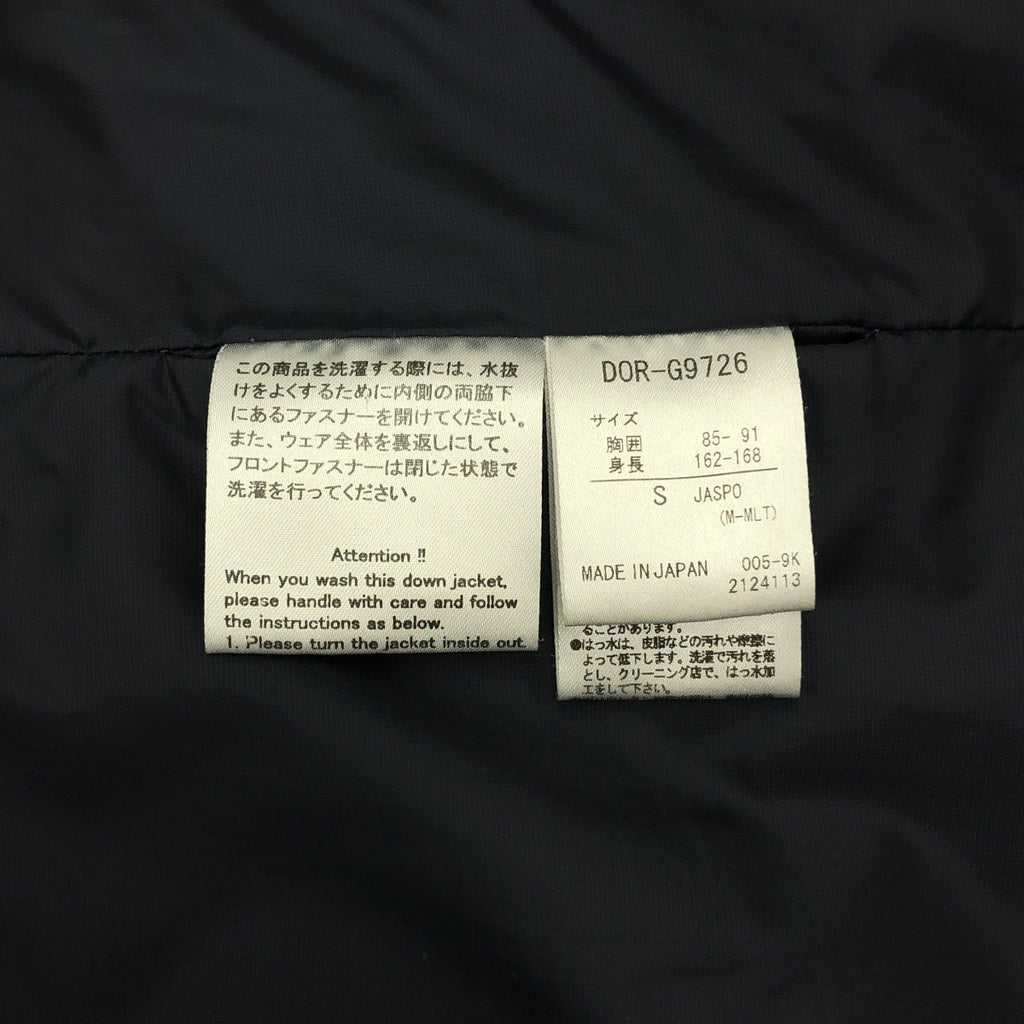 この商品を洗濯する際には、水抜
けをよくするために内側の両脇下
にあるファスナーを開けてください。
また、ウェア全体を裏返しにして、
フロントファスナーは閉じた状態で
洗濯を行ってください。
Attention !!
When you wash this down jacket,
please handle with care and follow
the instructions as below.
1. Please turn the jacket inside out.
DOR-G9726
サイズ
胸囲 85- 91
身長 162-168
S JASPO
(M-MLT)
MADE IN JAPAN 005-9K
2124113
ることがあります。
●はっ水は、皮脂などの汚れや摩擦に
よって低下します。洗濯で汚れを落
とし、クリーニング店で、はっ水加
工をして下さい。